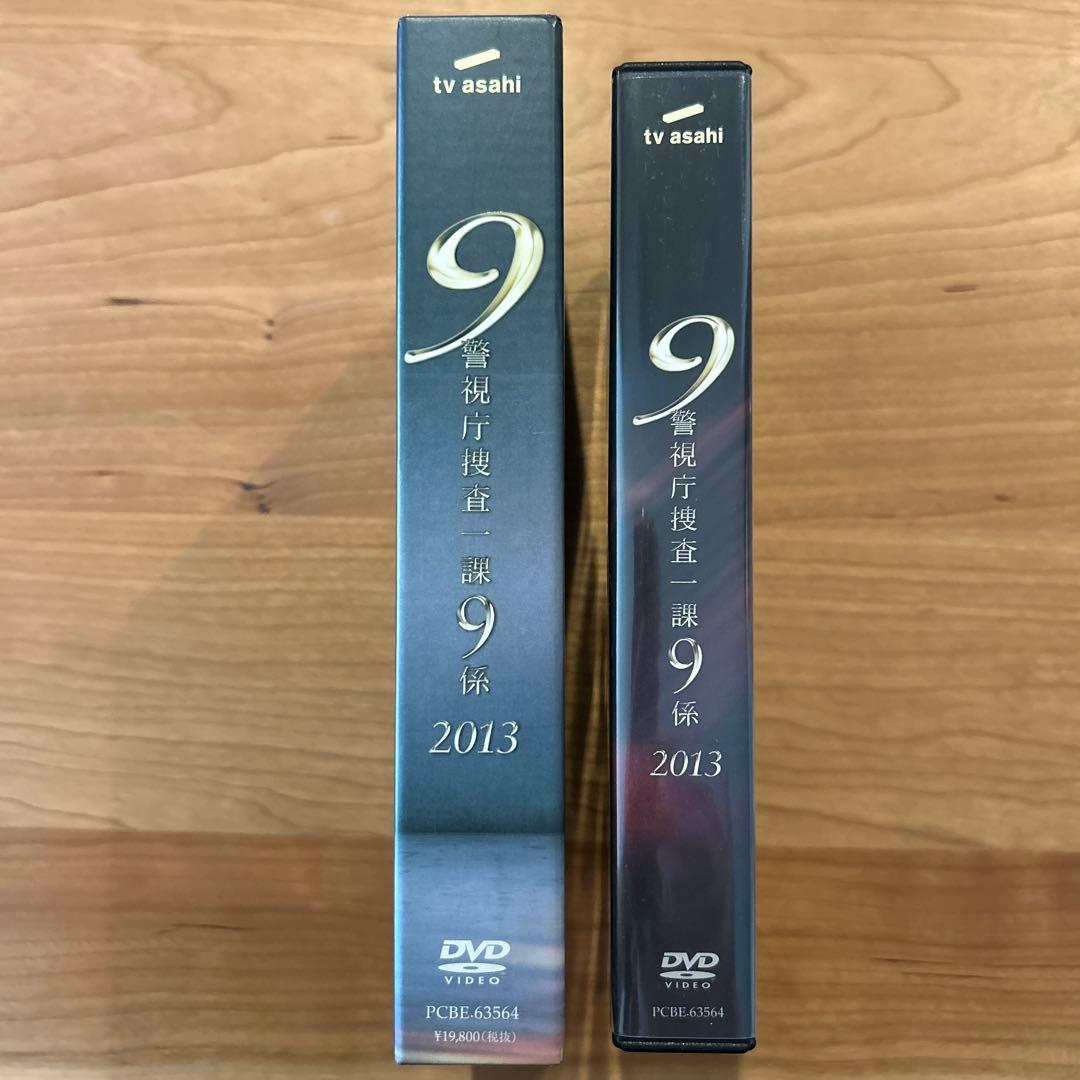 tv asahi
9
警視庁捜査一課9係
2013
DVD
VIDEO
PCBE.63564
¥19,800(税抜)
tv asahi
9
警視庁捜査一課9係
2013
DVD
VIDEO
PCBE.63564